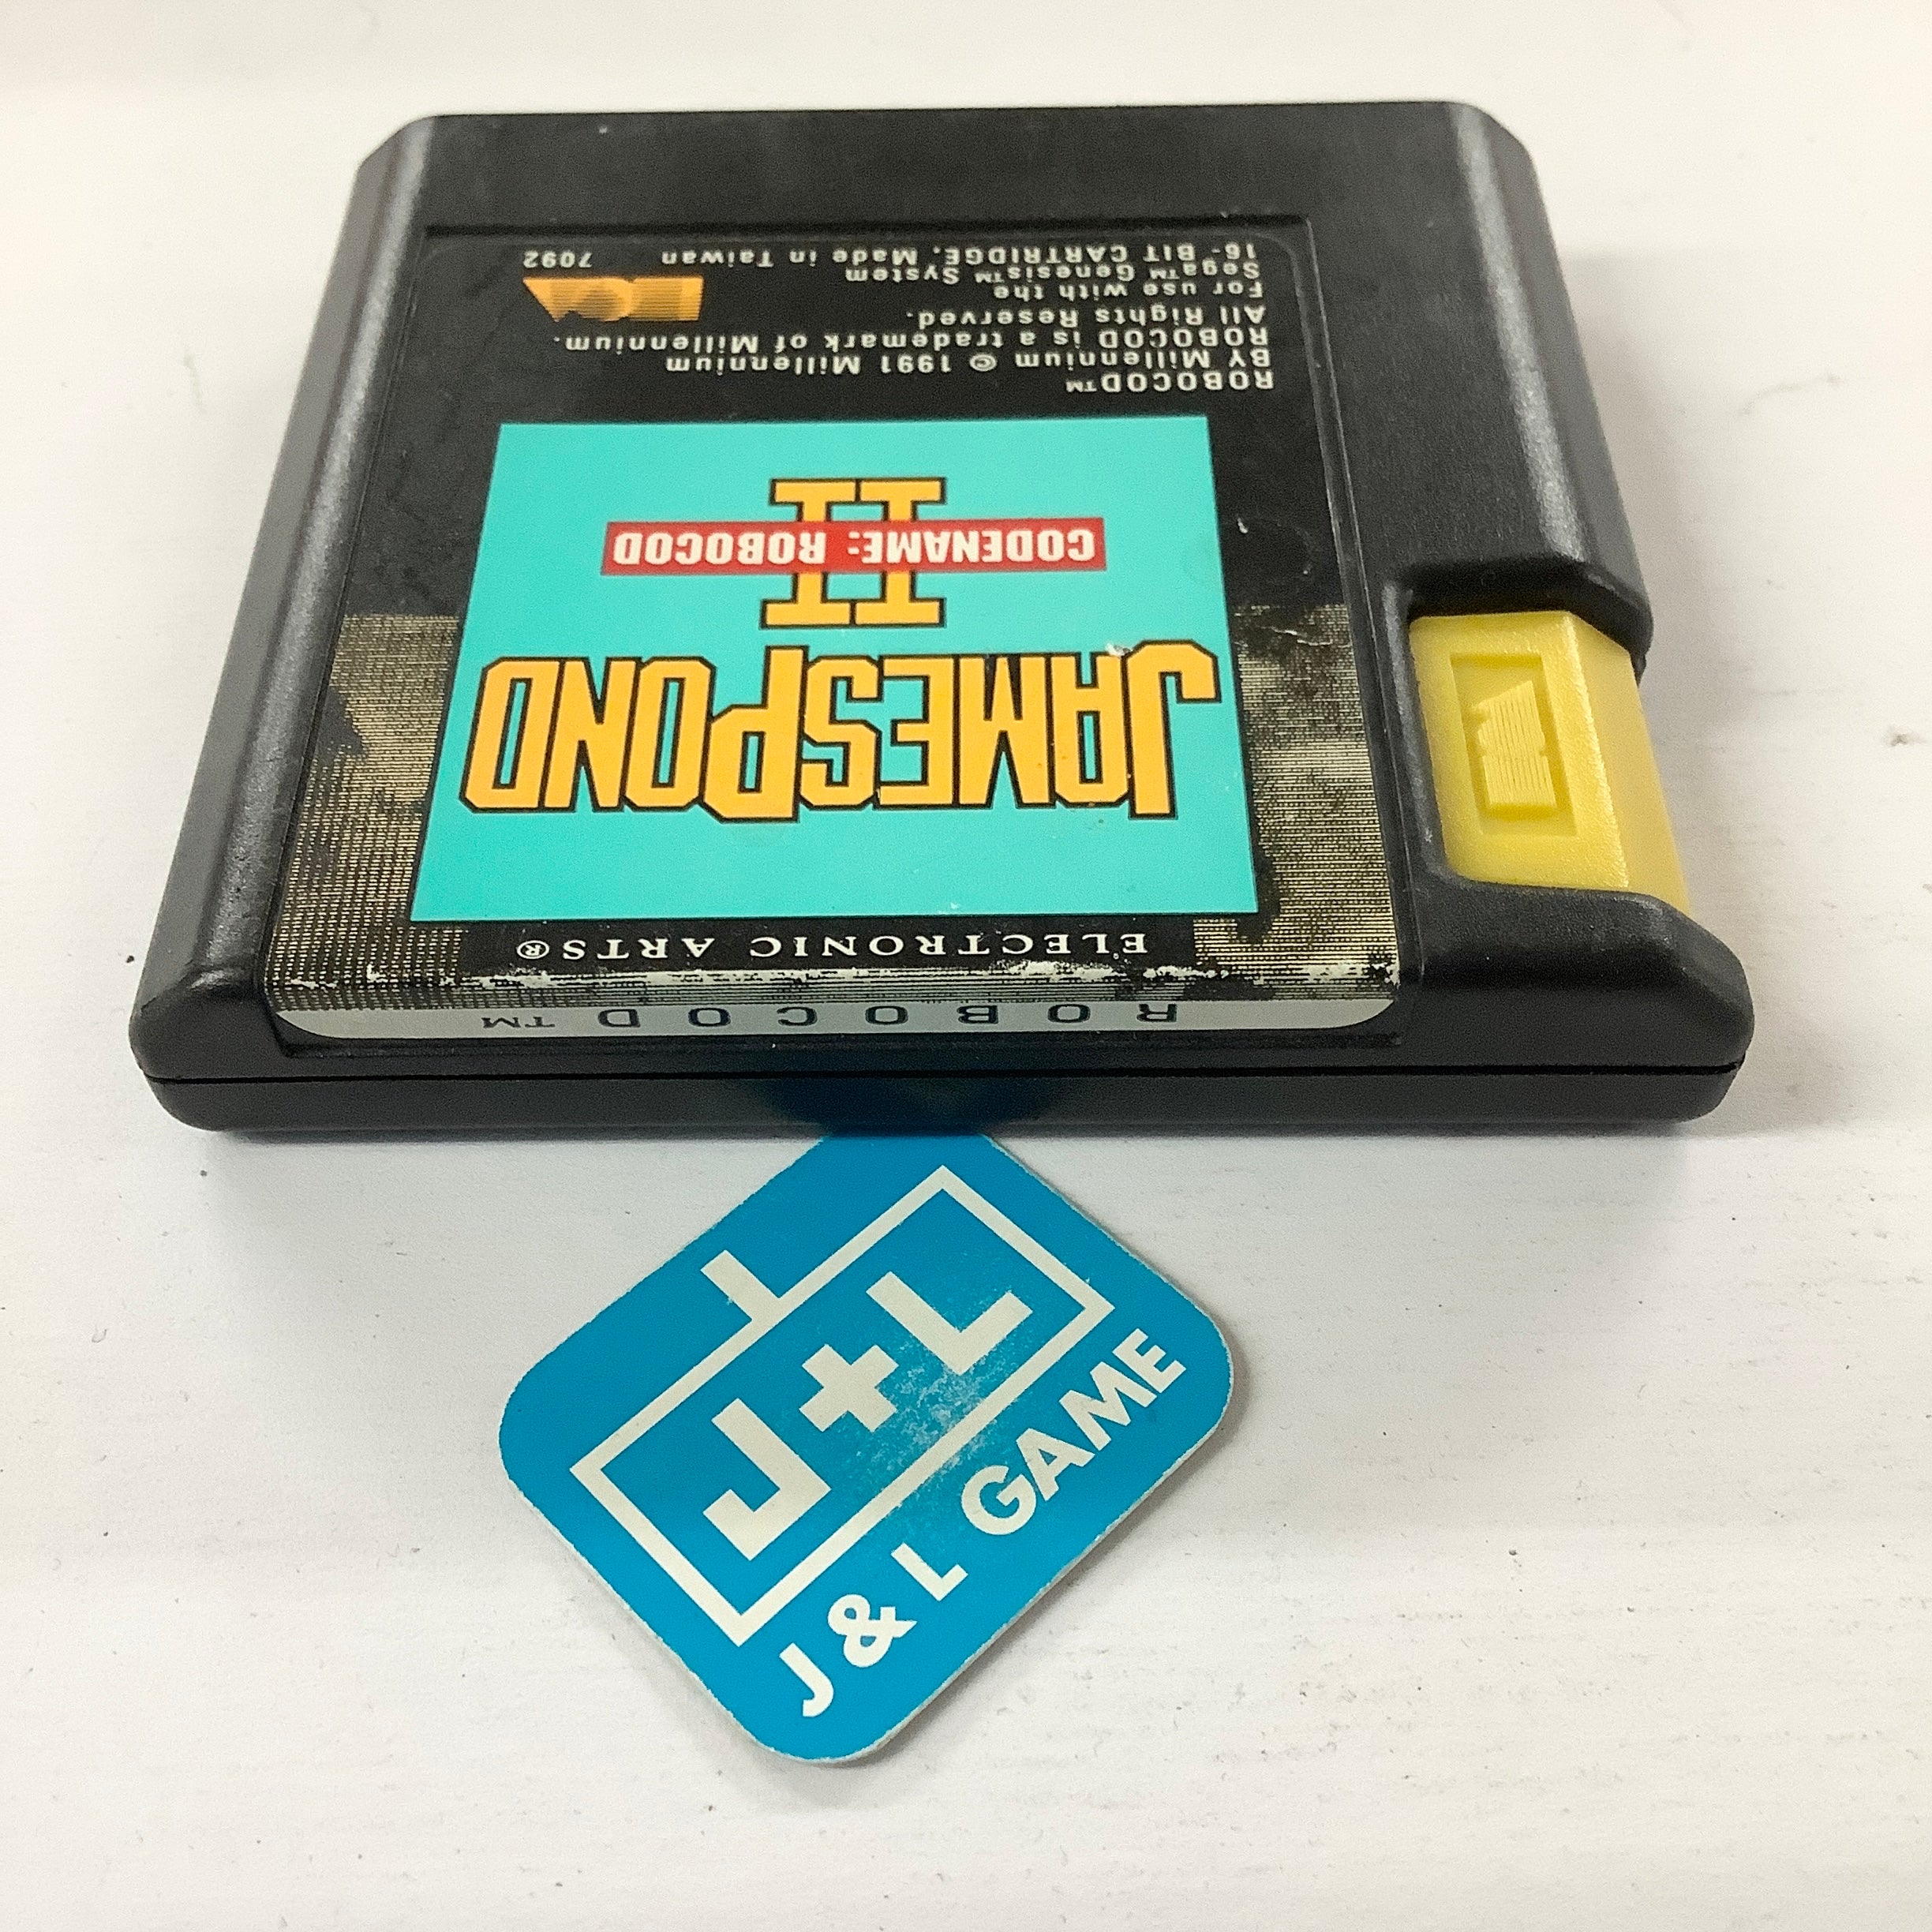 ROBOCOD™
ELECTRONIC ARTS®
JAMES POND
II
CODENAME: ROBOCOD
ROBOCOD™
BY Millennium © 1991 Millennium
ROBOCOD is a trademark of Millennium.
All Rights Reserved.
For use with the
Sega™ Genesis™ System
16-BIT CARTRIDGE. Made in Taiwan 7092
EA
J+L
J & L GAME